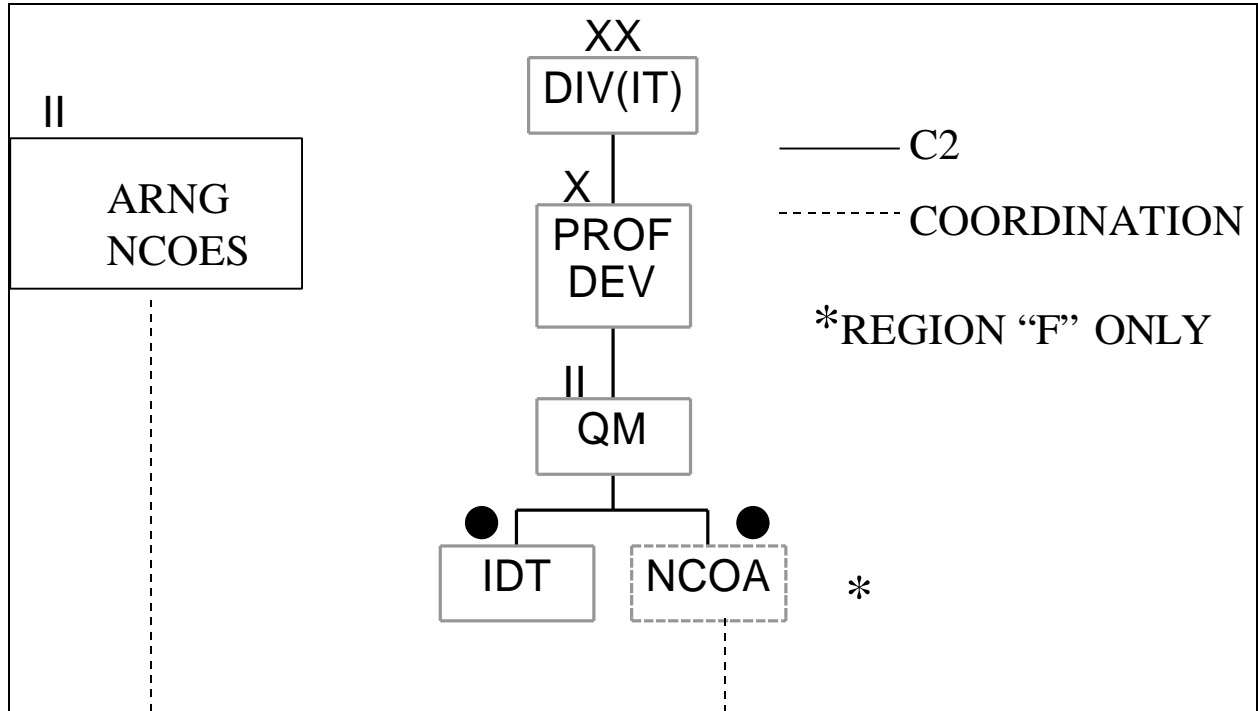 XX
DIV(IT)
II
ARNG
NCOES
C2
X
PROF
DEV
COORDINATION
*REGION “F” ONLY
II
QM
IDT
NCOA
*